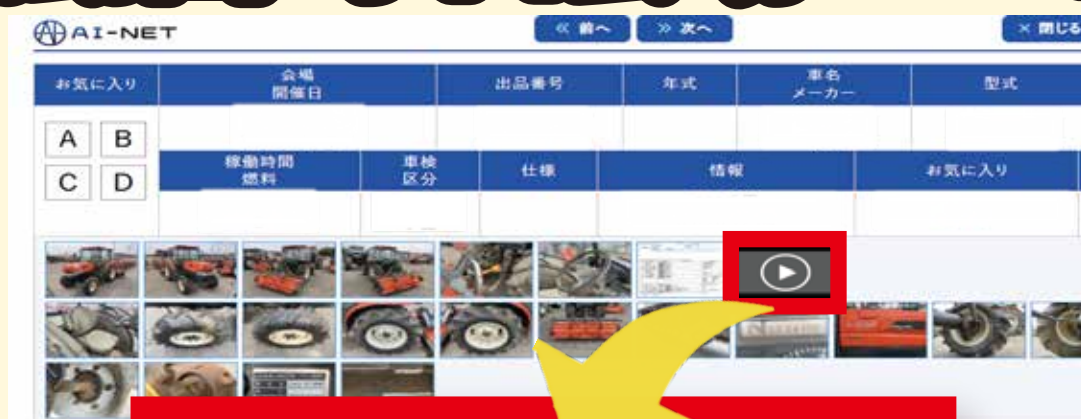 AI-NET
≪ 前へ
≫ 次へ
× 閉じる
お気に入り
会場
開催日
出品番号
年式
車名
メーカー
型式
A B
C D
稼働時間
燃料
車検
区分
仕様
情報
お気に入り